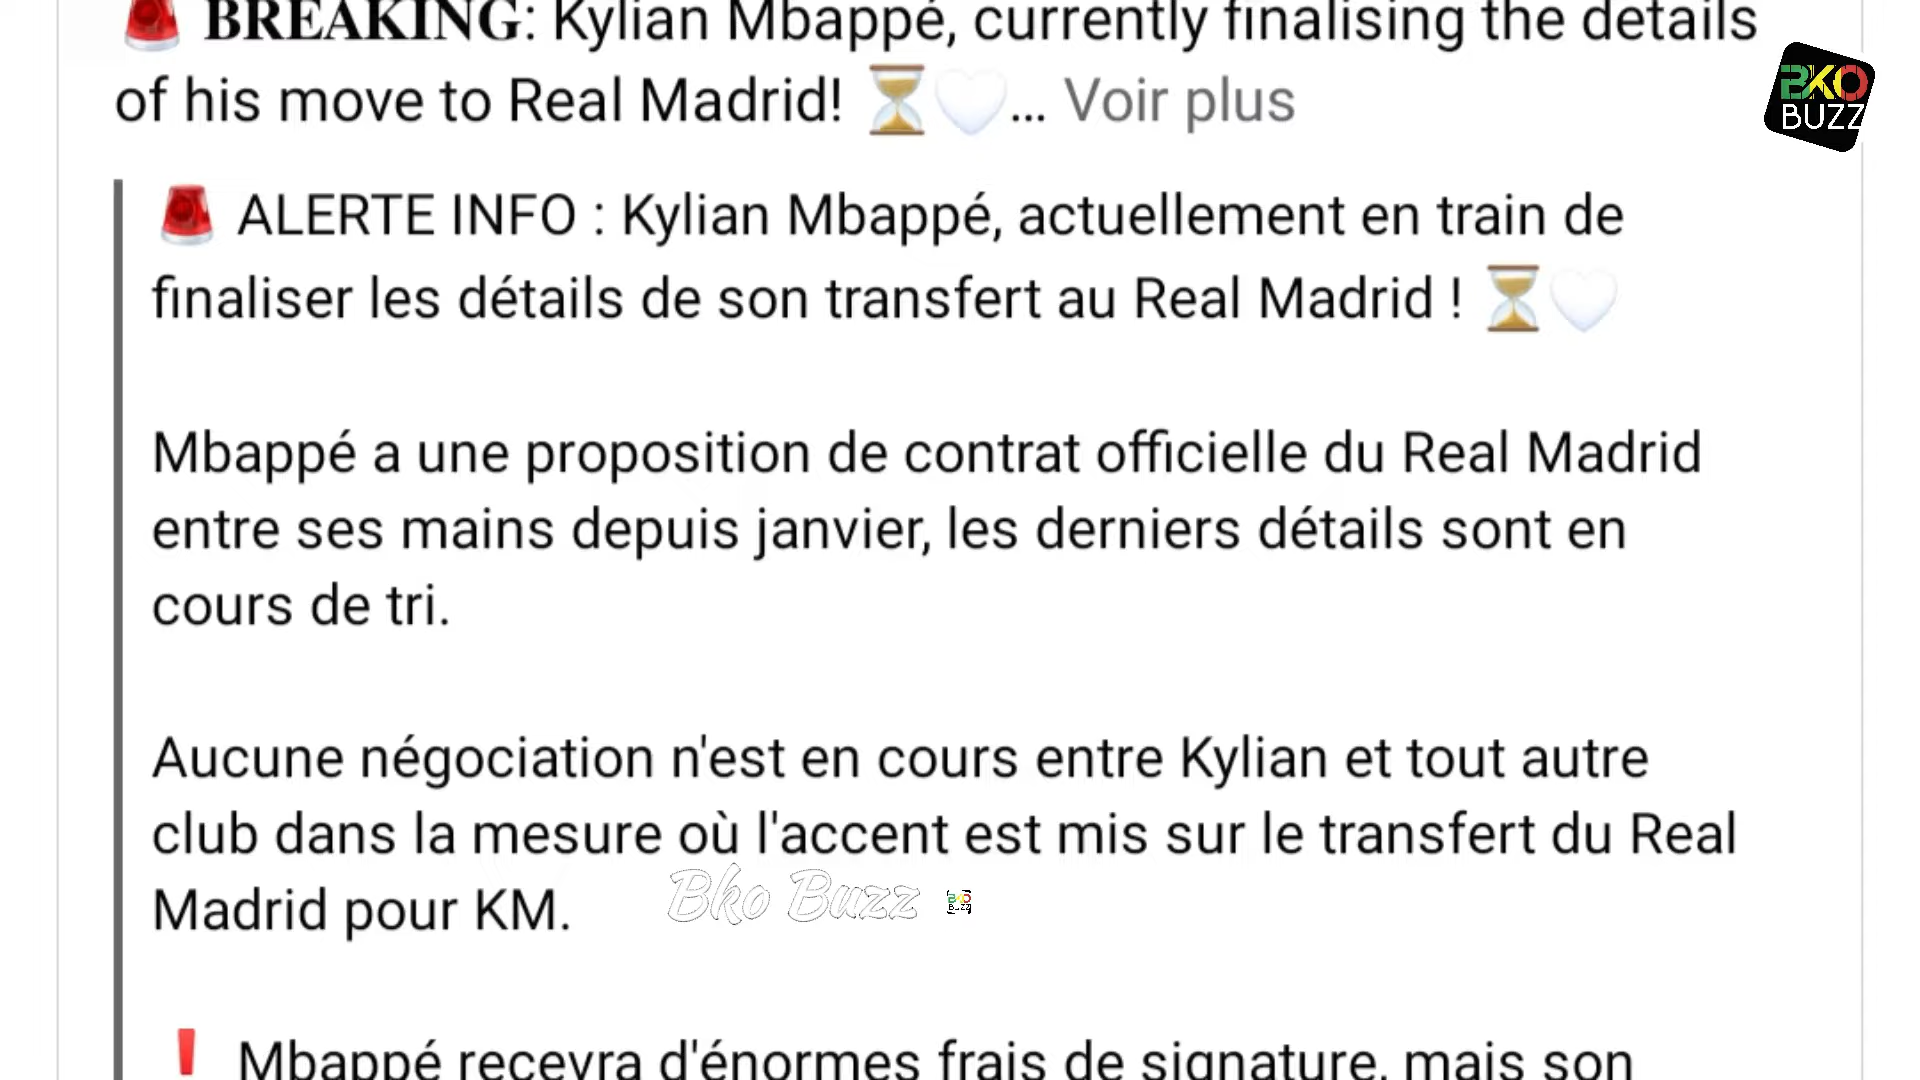 🚨 BREAKING: Kylian Mbappé, currently finalising the details
of his move to Real Madrid! ⏳🤍... Voir plus
BKO
BUZZ
🚨 ALERTE INFO : Kylian Mbappé, actuellement en train de
finaliser les détails de son transfert au Real Madrid ! ⏳🤍
Mbappé a une proposition de contrat officielle du Real Madrid
entre ses mains depuis janvier, les derniers détails sont en
cours de tri.
Aucune négociation n'est en cours entre Kylian et tout autre
club dans la mesure où l'accent est mis sur le transfert du Real
Madrid pour KM.
Bko Buzz
BKO
BUZZ
❗ Mbappé recevra d'énormes frais de signature, mais son